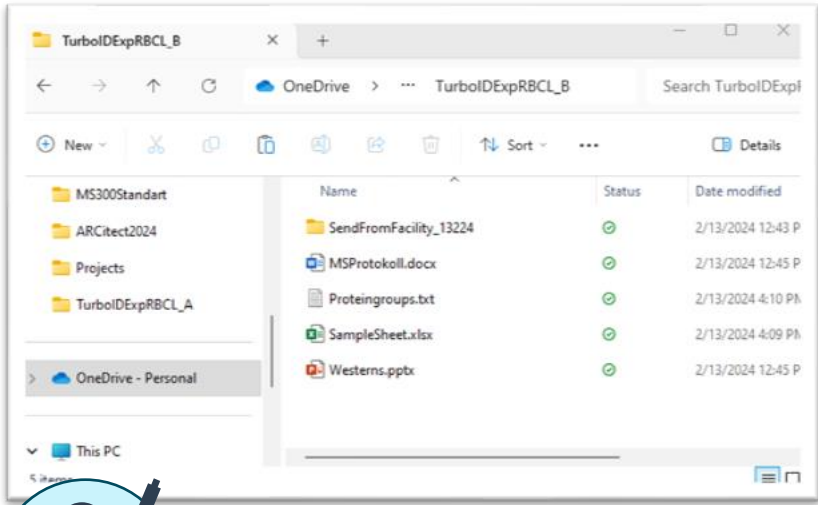 TurboIDExpRBCL_B
OneDrive > ··· TurboIDExpRBCL_B Search TurboIDExpR
New Sort ··· Details
MS300Standart
ARCitect2024
Projects
TurboIDExpRBCL_A
OneDrive - Personal
This PC
5 items
Name Status Date modified
SendFromFacility_13224 2/13/2024 12:43 P
MSProtokoll.docx 2/13/2024 12:45 P
Proteingroups.txt 2/13/2024 4:10 PM
SampleSheet.xlsx 2/13/2024 4:09 PM
Westerns.pptx 2/13/2024 12:45 P